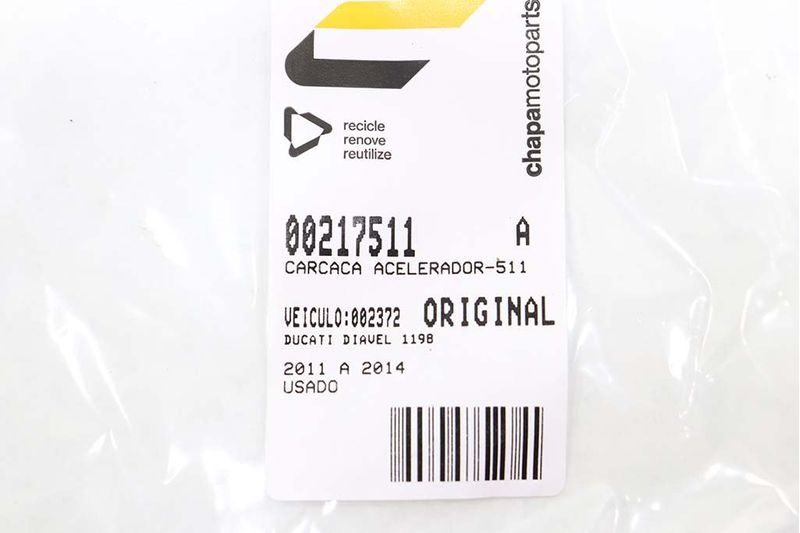 chapamotoparts
recicle
renove
reutilize
00217511 A
CARCACA ACELERADOR-511
VEICULO:002372 ORIGINAL
DUCATI DIAVEL 1198
2011 A 2014
USADO